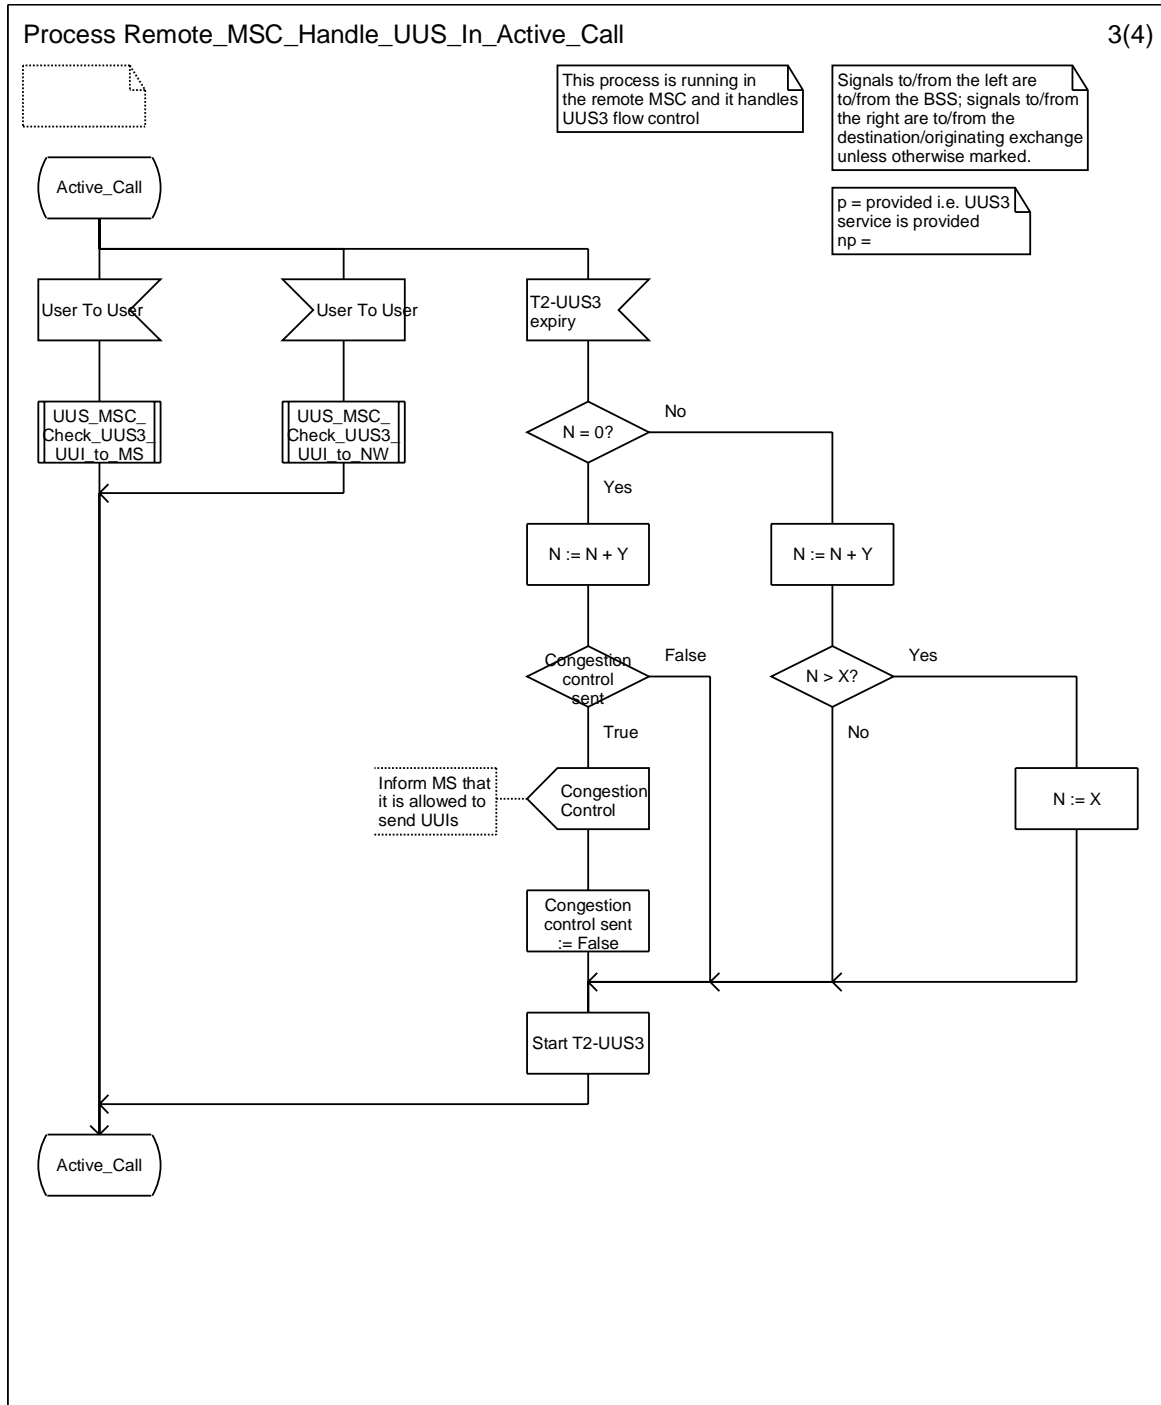 Process Remote_MSC_Handle_UUS_In_Active_Call
3(4)
This process is running in
the remote MSC and it handles
UUS3 flow control
Signals to/from the left are
to/from the BSS; signals to/from
the right are to/from the
destination/originating exchange
unless otherwise marked.
p = provided i.e. UUS3
service is provided
np =
Active_Call
User To User
User To User
T2-UUS3
expiry
UUS_MSC_
Check_UUS3_
UUI_to_MS
UUS_MSC_
Check_UUS3_
UUI_to_NW
N = 0?
No
Yes
N := N + Y
N := N + Y
Congestion
control
sent
False
True
N > X?
Yes
No
Inform MS that
it is allowed to
send UUIs
Congestion
Control
N := X
Congestion
control sent
:= False
Start T2-UUS3
Active_Call